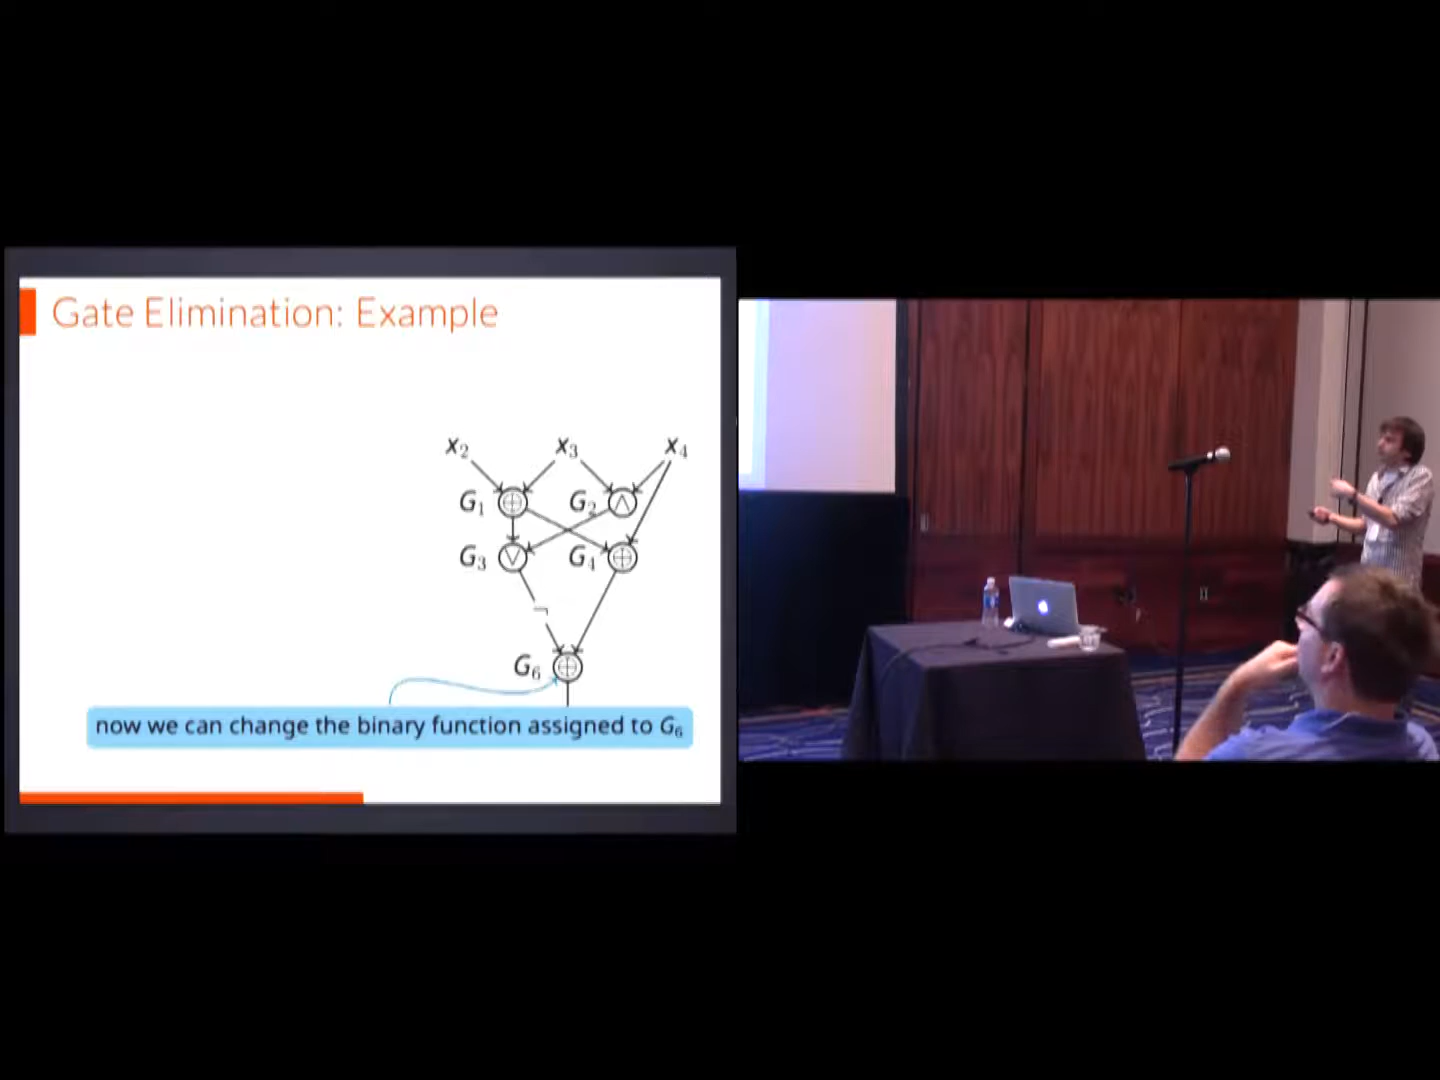 Gate Elimination: Example
x₂ x₃ x₄
G₁ ⊕ G₂ ∧
G₃ ∨ G₄ ⊕
¬
G₆ ⊕
now we can change the binary function assigned to G₆